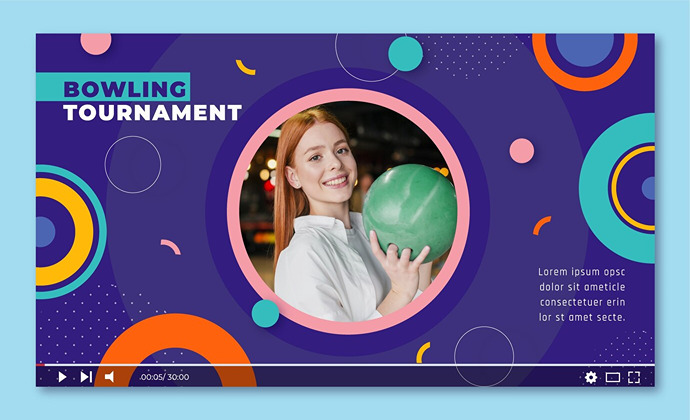 BOWLING
TOURNAMENT
Lorem ipsum opsc
dolor sit ameticle
consectetuer erin
lor st amet secte.
.00:05/ 30:00